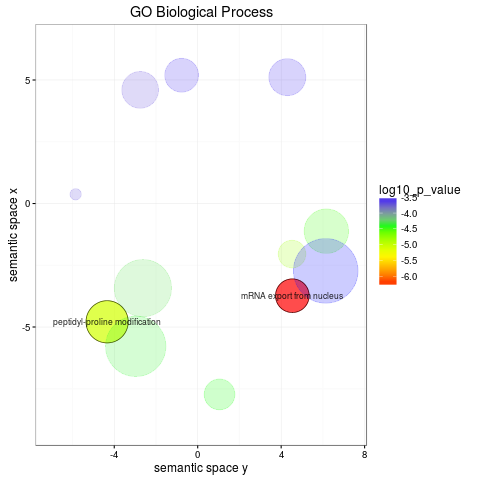 GO Biological Process
semantic space x
5
0
-5
mRNA export from nucleus
peptidyl-proline modification
-4
0
4
8
semantic space y
log10_p_value
-3.5
-4.0
-4.5
-5.0
-5.5
-6.0